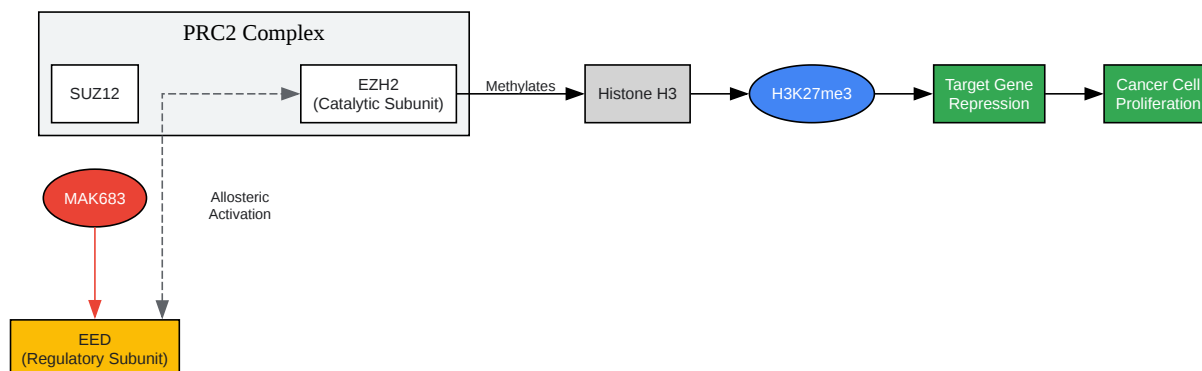 PRC2 Complex
SUZ12
EZH2
(Catalytic Subunit)
Methylates
Histone H3
H3K27me3
Target Gene
Repression
Cancer Cell
Proliferation
MAK683
Allosteric
Activation
EED
(Regulatory Subunit)